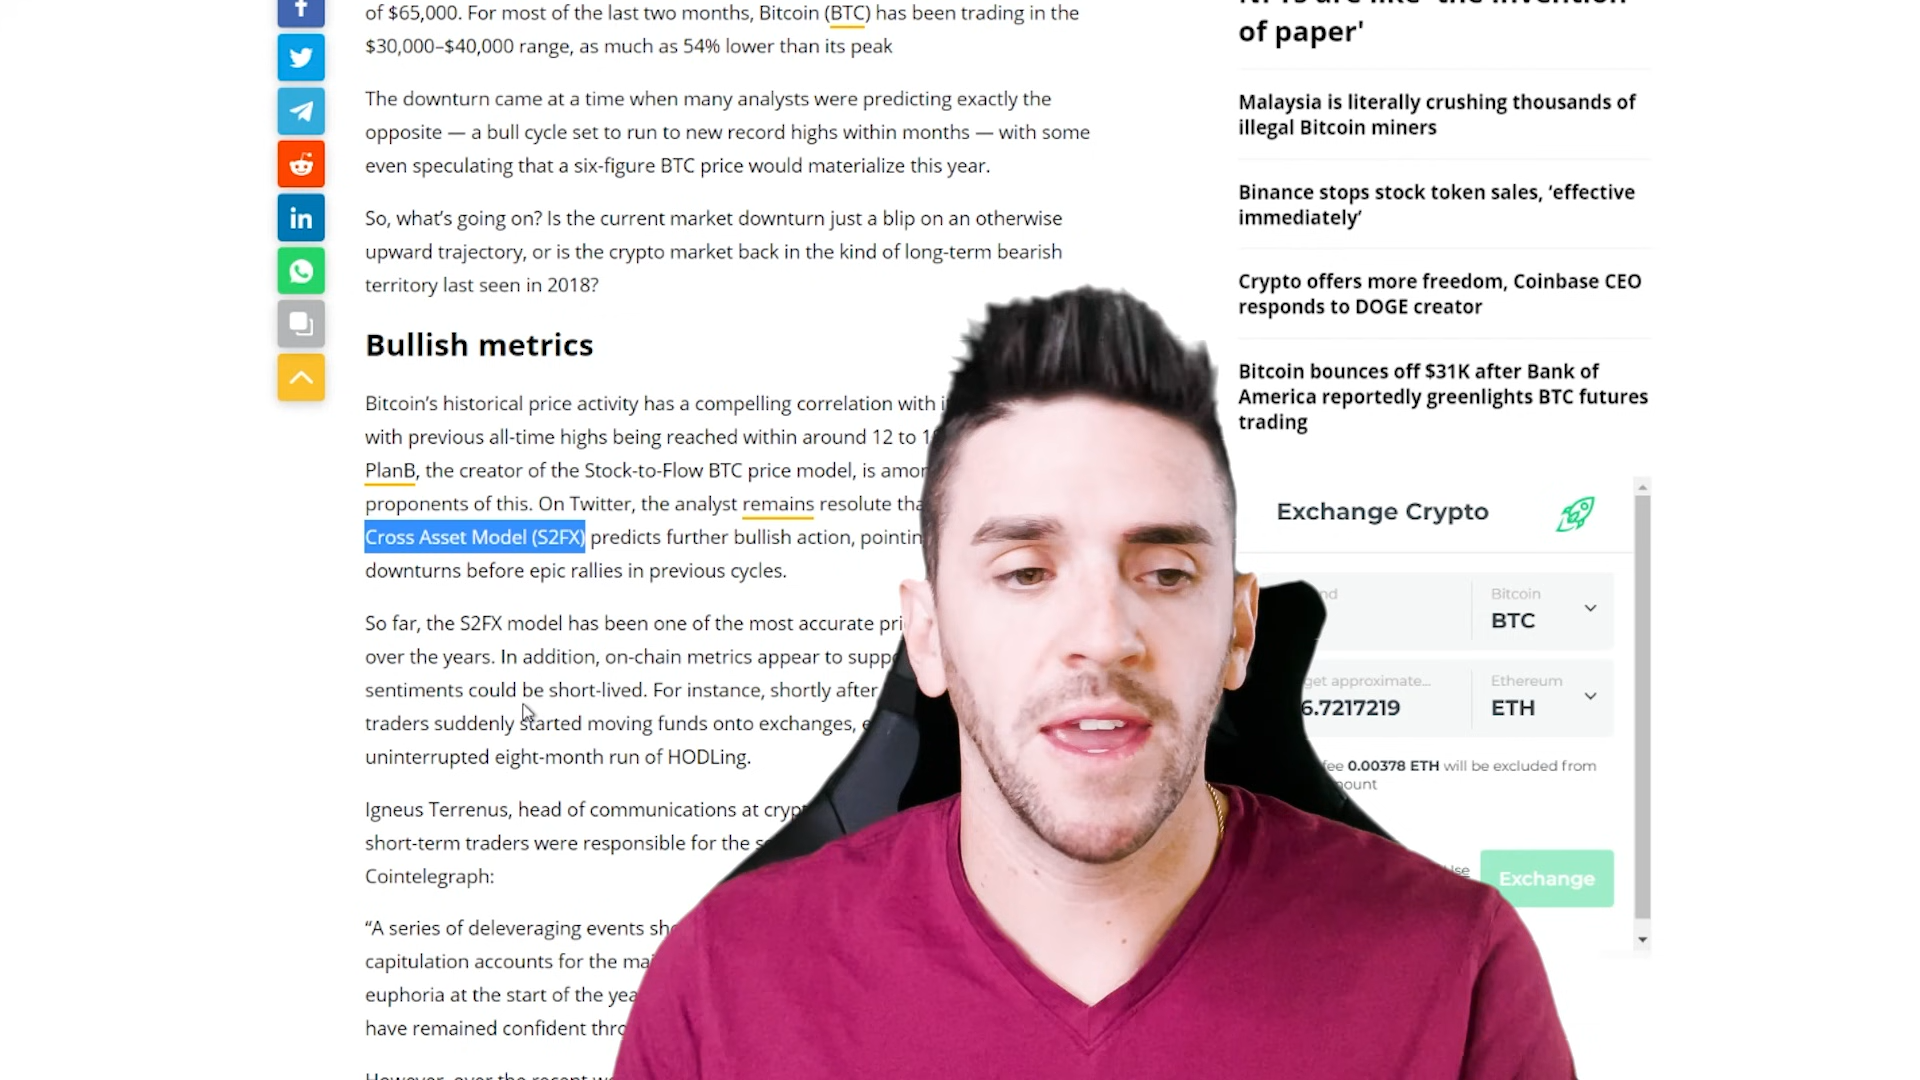 of $65,000. For most of the last two months, Bitcoin (BTC) has been trading in the
$30,000–$40,000 range, as much as 54% lower than its peak
The downturn came at a time when many analysts were predicting exactly the
opposite — a bull cycle set to run to new record highs within months — with some
even speculating that a six-figure BTC price would materialize this year.
So, what’s going on? Is the current market downturn just a blip on an otherwise
upward trajectory, or is the crypto market back in the kind of long-term bearish
territory last seen in 2018?
Bullish metrics
Bitcoin’s historical price activity has a compelling correlation with
with previous all-time highs being reached within around 12 to
PlanB, the creator of the Stock-to-Flow BTC price model, is
proponents of this. On Twitter, the analyst remains resolute
Cross Asset Model (S2FX) predicts further bullish action,
downturns before epic rallies in previous cycles.
So far, the S2FX model has been one of the most accurate
over the years. In addition, on-chain metrics appear to
sentiments could be short-lived. For instance, shortly after
traders suddenly started moving funds onto exchanges,
uninterrupted eight-month run of HODLing.
Igneus Terrenus, head of communications at
short-term traders were responsible for the
Cointelegraph:
“A series of deleveraging events
capitulation accounts for the
euphoria at the start of the
have remained confident
However, over the recent
of paper'
Malaysia is literally crushing thousands of
illegal Bitcoin miners
Binance stops stock token sales, ‘effective
immediately’
Crypto offers more freedom, Coinbase CEO
responds to DOGE creator
Bitcoin bounces off $31K after Bank of
America reportedly greenlights BTC futures
trading
Exchange Crypto
Bitcoin
BTC
get approximate...
6.7217219
Ethereum
ETH
fee 0.00378 ETH will be excluded from
Exchange